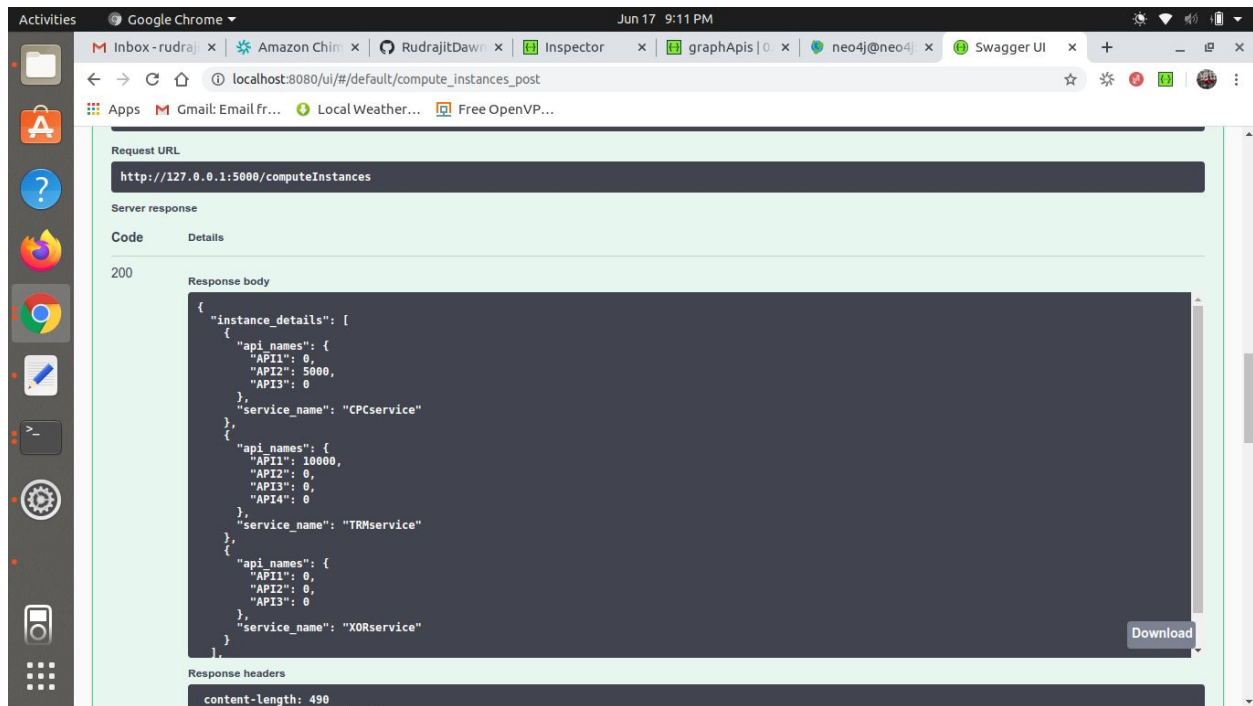 Activities Google Chrome Jun 17 9:11 PM
Inbox - rudraji Amazon Chim RudrajitDawn Inspector graphApis | 0. neo4j@neo4j: Swagger UI
localhost:8080/ui/#/default/compute_instances_post
Apps Gmail: Email fr... Local Weather... Free OpenVP...
Request URL
http://127.0.0.1:5000/computeInstances
Server response
Code Details
200
Response body
{
"instance_details": [
{
"api_names": {
"API1": 0,
"API2": 5000,
"API3": 0
},
"service_name": "CPCservice"
},
{
"api_names": {
"API1": 10000,
"API2": 0,
"API3": 0,
"API4": 0
},
"service_name": "TRMservice"
},
{
"api_names": {
"API1": 0,
"API2": 0,
"API3": 0
},
"service_name": "XORservice"
}
],
Download
Response headers
content-length: 490